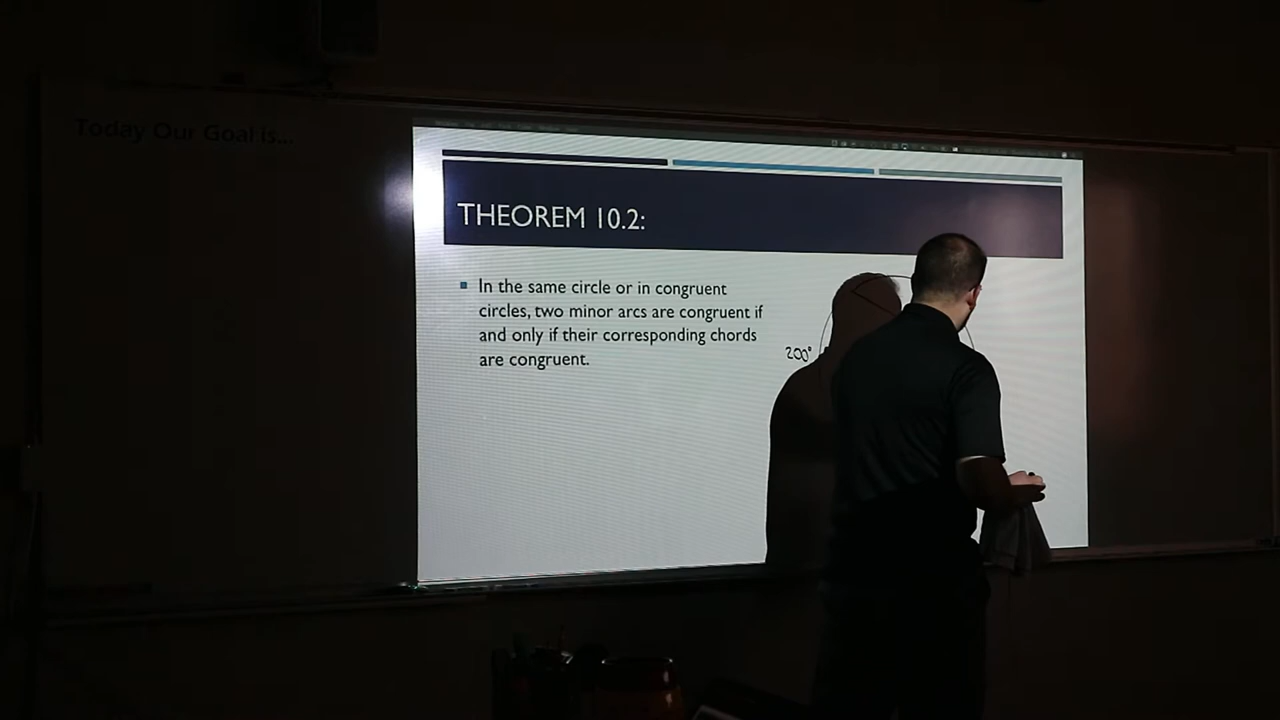 Today Our Goal is...
THEOREM 10.2:
In the same circle or in congruent
circles, two minor arcs are congruent if
and only if their corresponding chords
are congruent.
200°